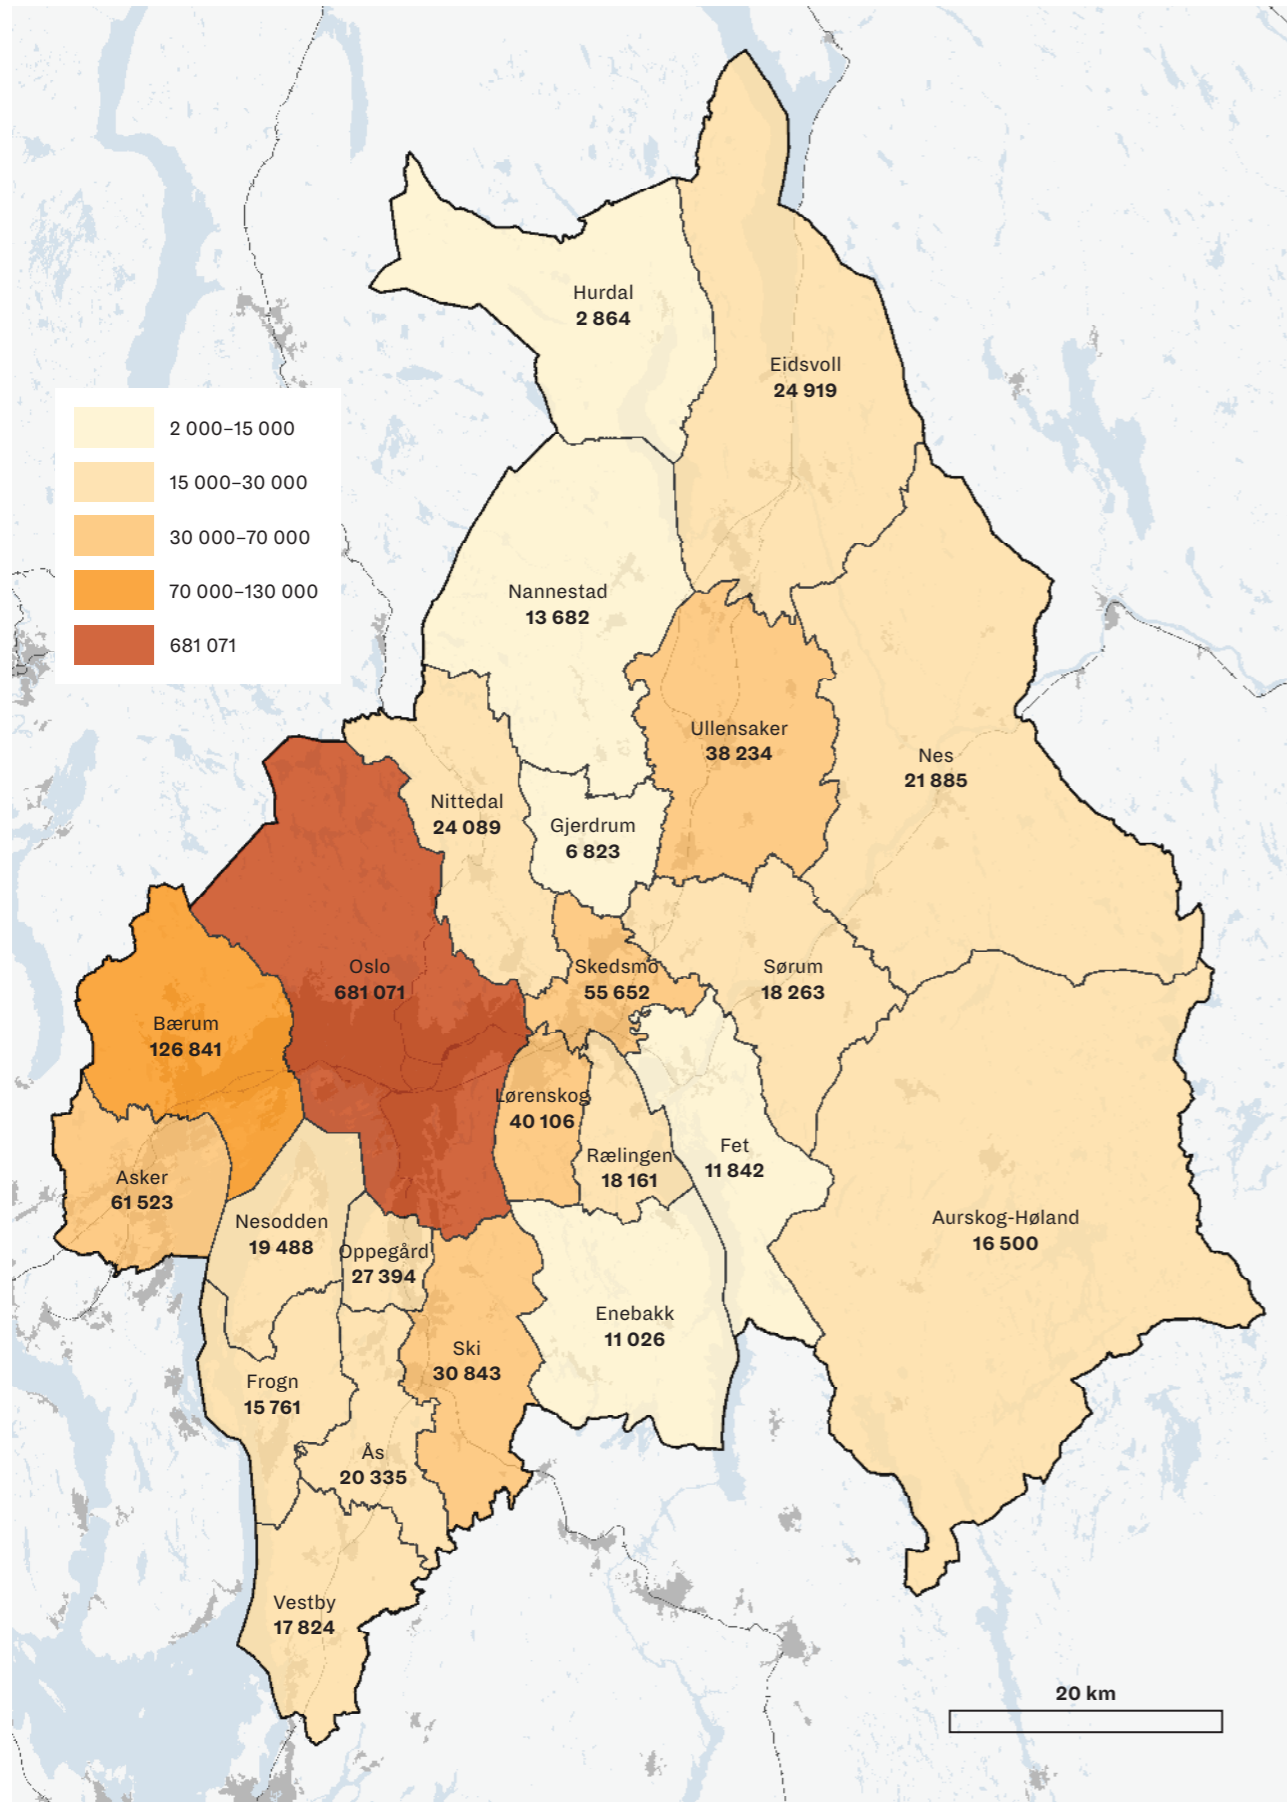 Hurdal
2 864
Eidsvoll
24 919
2 000–15 000
15 000–30 000
30 000–70 000
70 000–130 000
681 071
Nannestad
13 682
Ullensaker
38 234
Nes
21 885
Nittedal
24 089
Gjerdrum
6 823
Oslo
681 071
Skedsmo
55 652
Sørum
18 263
Bærum
126 841
Lørenskog
40 106
Rælingen
18 161
Fet
11 842
Asker
61 523
Nesodden
19 488
Oppegård
27 394
Aurskog-Høland
16 500
Enebakk
11 026
Ski
30 843
Frogn
15 761
Ås
20 335
Vestby
17 824
20 km